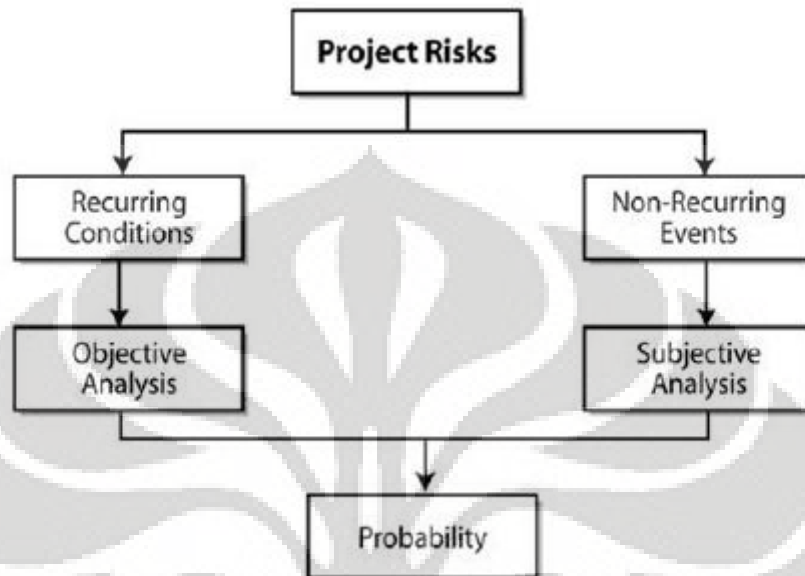 Project Risks
Recurring
Conditions
Non-Recurring
Events
Objective
Analysis
Subjective
Analysis
Probability